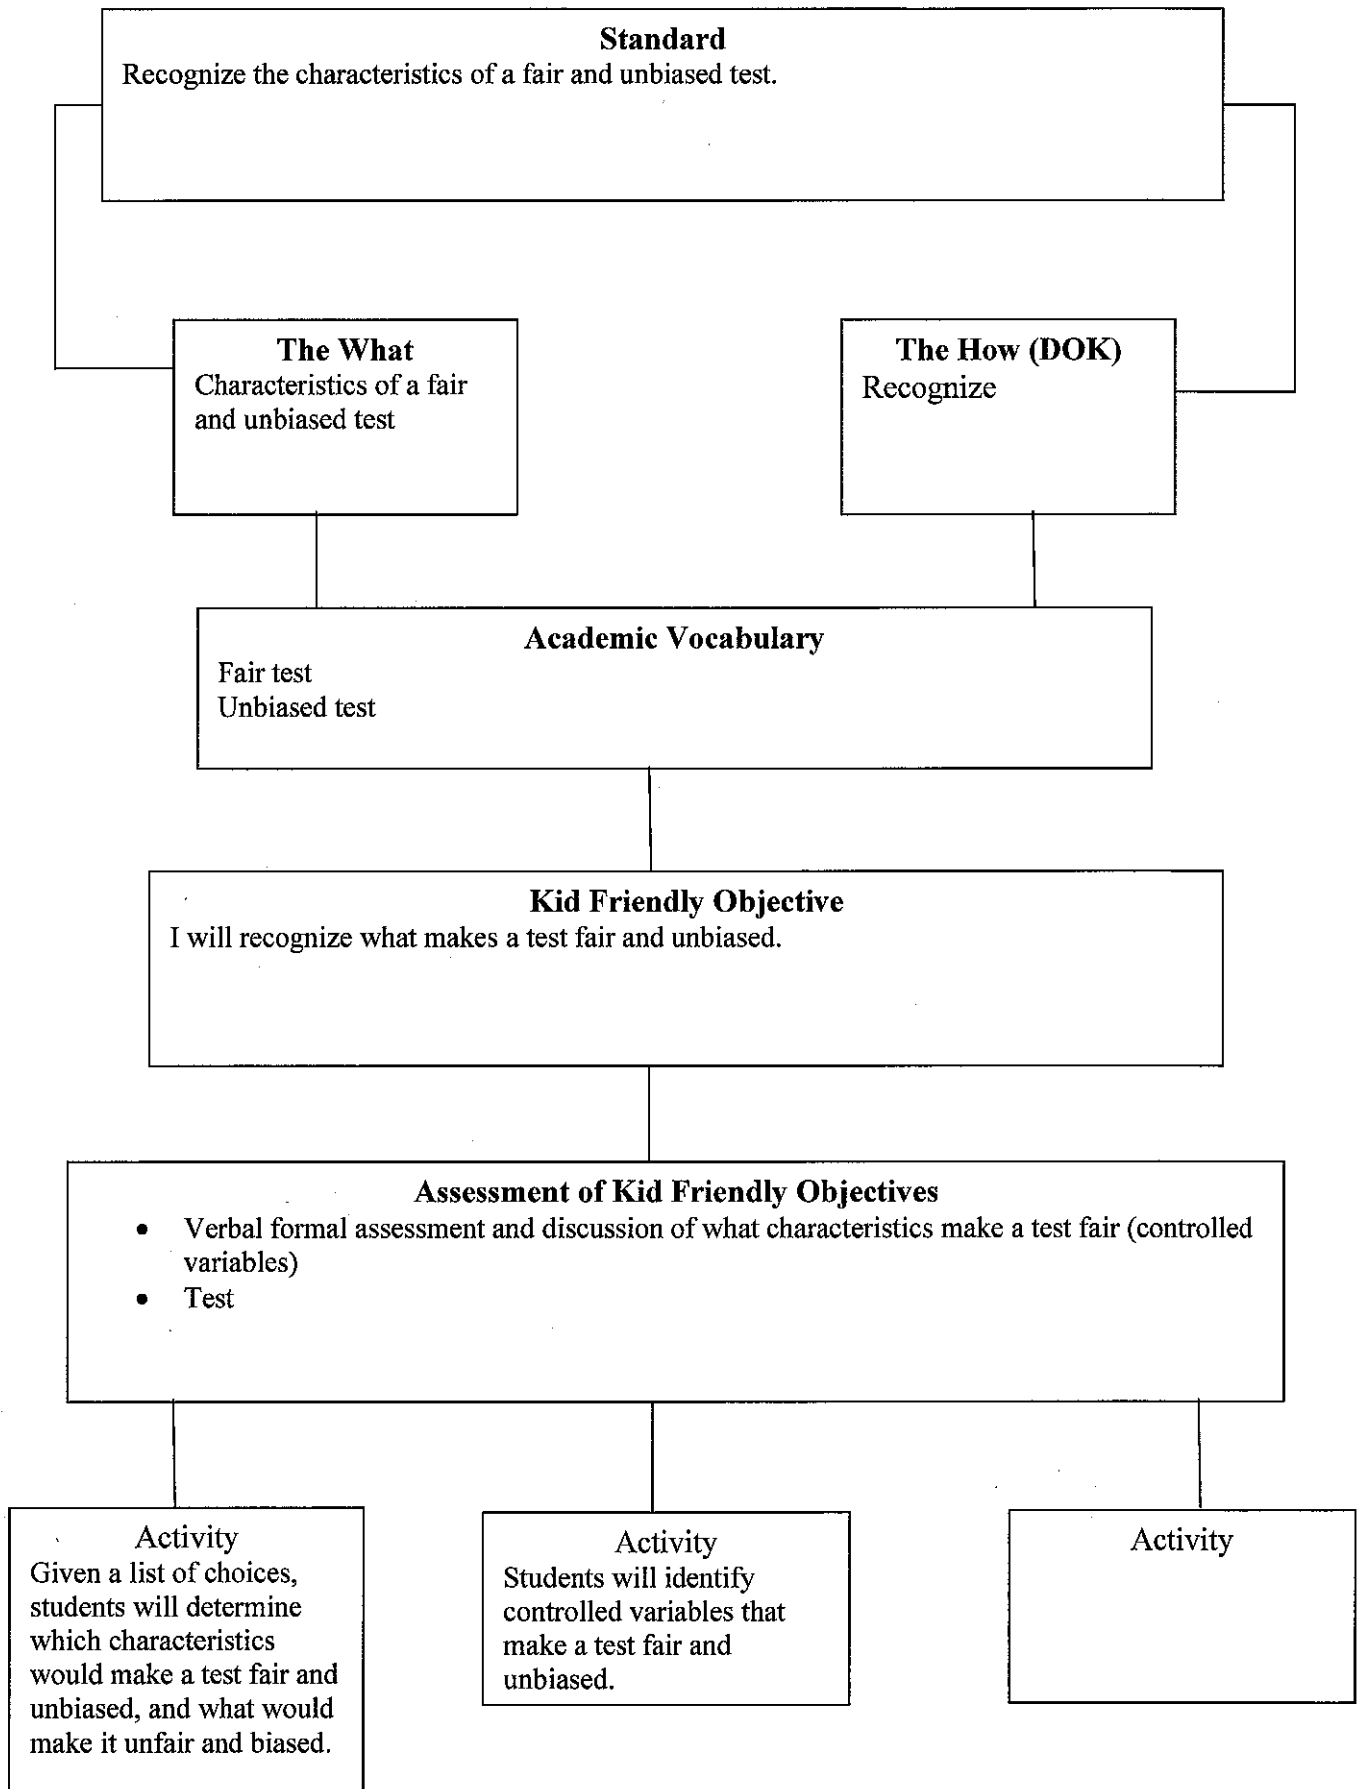 Standard
Recognize the characteristics of a fair and unbiased test.
The What
Characteristics of a fair
and unbiased test
The How (DOK)
Recognize
Academic Vocabulary
Fair test
Unbiased test
Kid Friendly Objective
I will recognize what makes a test fair and unbiased.
Assessment of Kid Friendly Objectives
• Verbal formal assessment and discussion of what characteristics make a test fair (controlled
variables)
• Test
Activity
Given a list of choices,
students will determine
which characteristics
would make a test fair and
unbiased, and what would
make it unfair and biased.
Activity
Students will identify
controlled variables that
make a test fair and
unbiased.
Activity